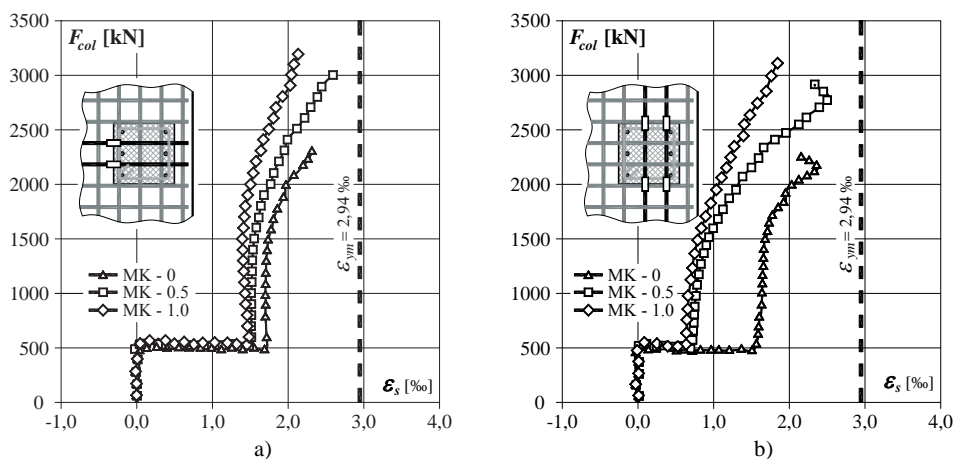 3500
F_col [kN]
3000
2500
2000
1500
1000
500
0
MK - 0
MK - 0.5
MK - 1.0
ε_ym = 2,94 ‰
ε_s [‰]
-1,0 0,0 1,0 2,0 3,0 4,0
a)
3500
F_col [kN]
3000
2500
2000
1500
1000
500
0
MK - 0
MK - 0.5
MK - 1.0
ε_ym = 2,94 ‰
ε_s [‰]
-1,0 0,0 1,0 2,0 3,0 4,0
b)